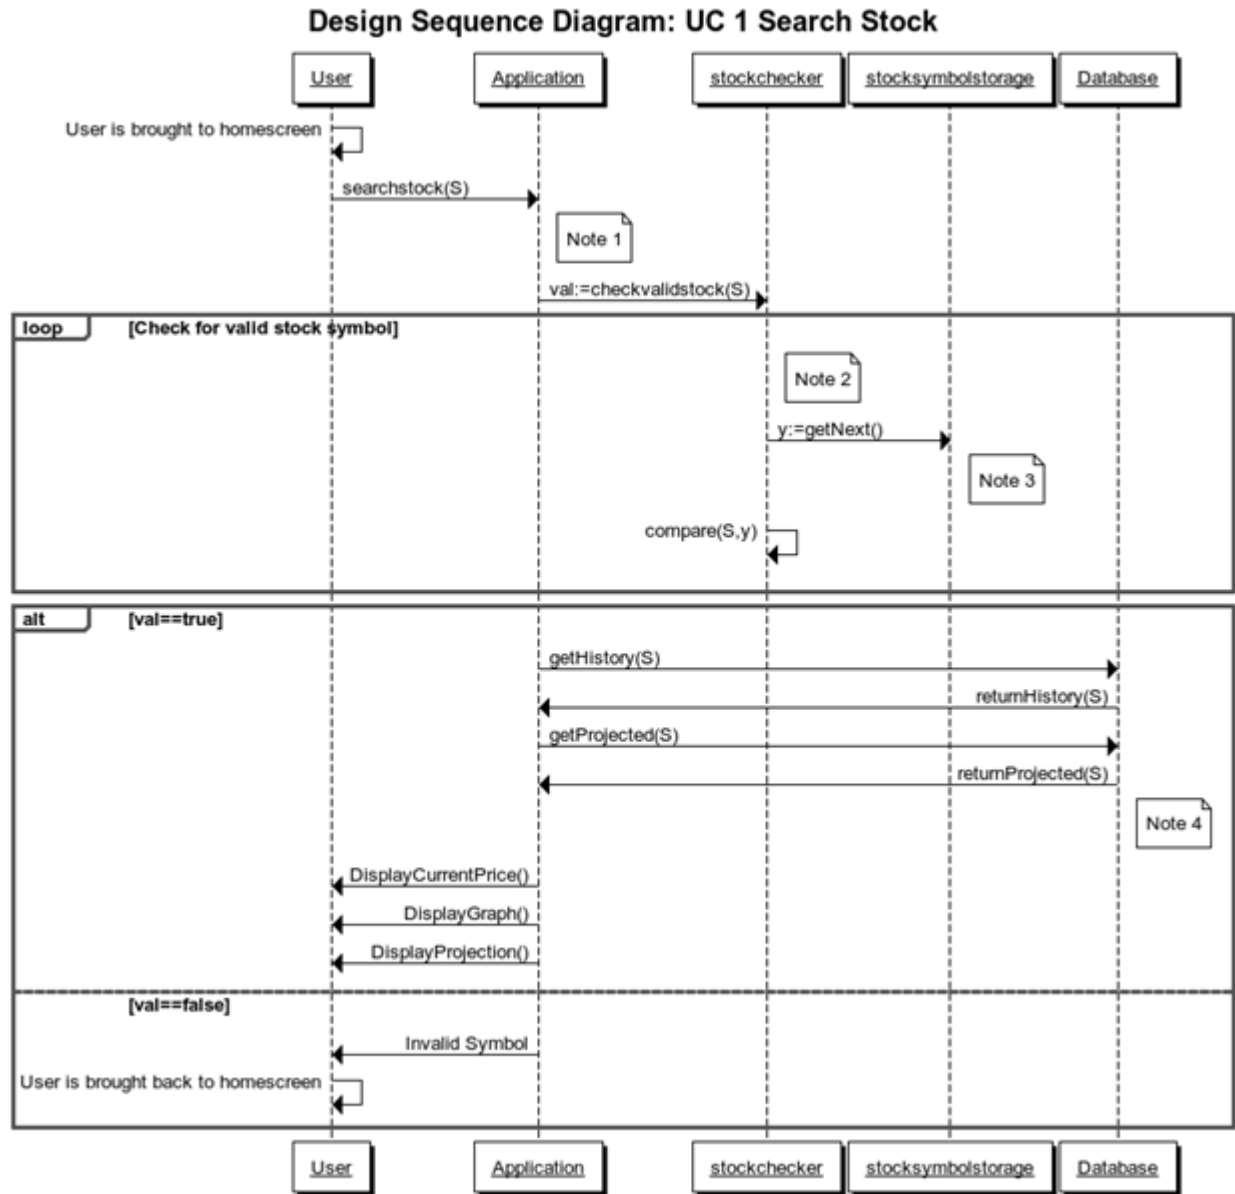 Design Sequence Diagram: UC 1 Search Stock
User
Application
stockchecker
stocksymbolstorage
Database
User is brought to homescreen
searchstock(S)
Note 1
val:=checkvalidstock(S)
loop
[Check for valid stock symbol]
Note 2
y:=getNext()
Note 3
compare(S,y)
alt
[val==true]
getHistory(S)
returnHistory(S)
getProjected(S)
returnProjected(S)
Note 4
DisplayCurrentPrice()
DisplayGraph()
DisplayProjection()
[val==false]
Invalid Symbol
User is brought back to homescreen
User
Application
stockchecker
stocksymbolstorage
Database